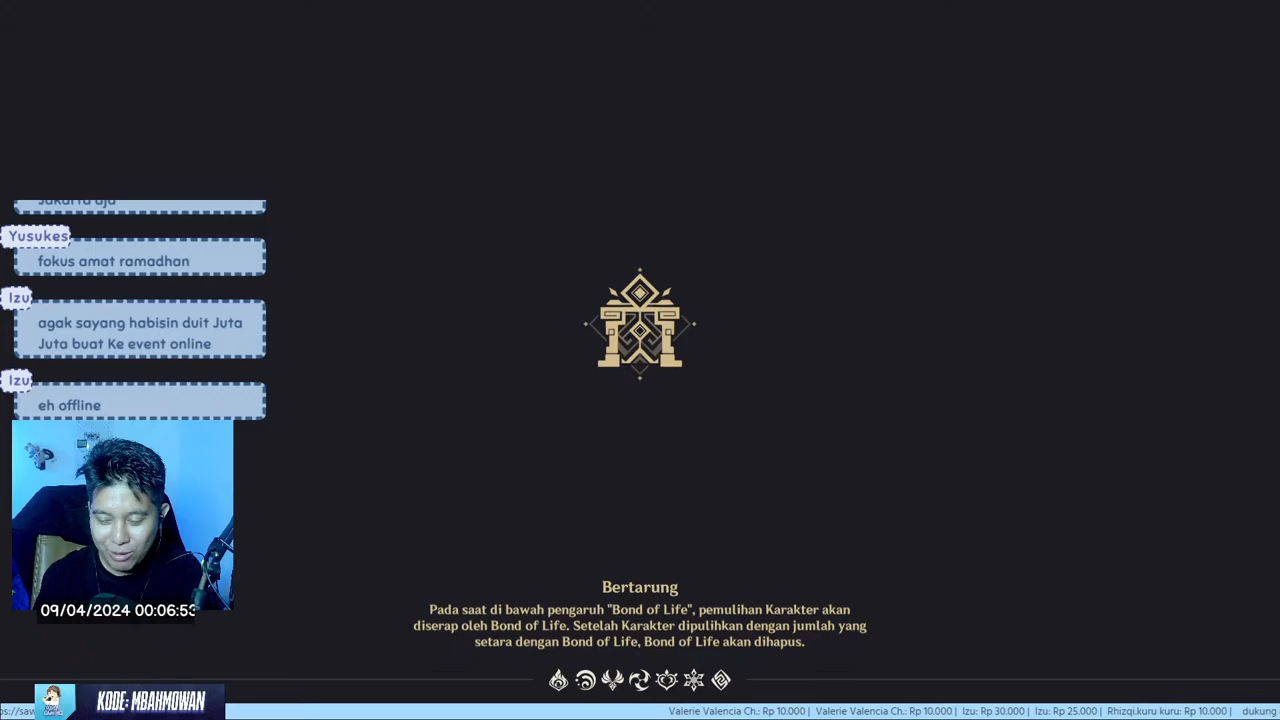 Jakarta aja
Yusukes
fokus amat ramadhan
Izu
agak sayang habisin duit Juta
Juta buat Ke event online
Izu
eh offline
09/04/2024 00:06:53
Bertarung
Pada saat di bawah pengaruh "Bond of Life", pemulihan Karakter akan
diserap oleh Bond of Life. Setelah Karakter dipulihkan dengan jumlah yang
setara dengan Bond of Life, Bond of Life akan dihapus.
KODE: MBAHMOWAN
ps://saw
Valerie Valencia Ch.: Rp 10.000 | Valerie Valencia Ch.: Rp 10.000 | Izu: Rp 30.000 | Izu: Rp 25.000 | Rhizqi.kuru kuru: Rp 10.000 | dukung